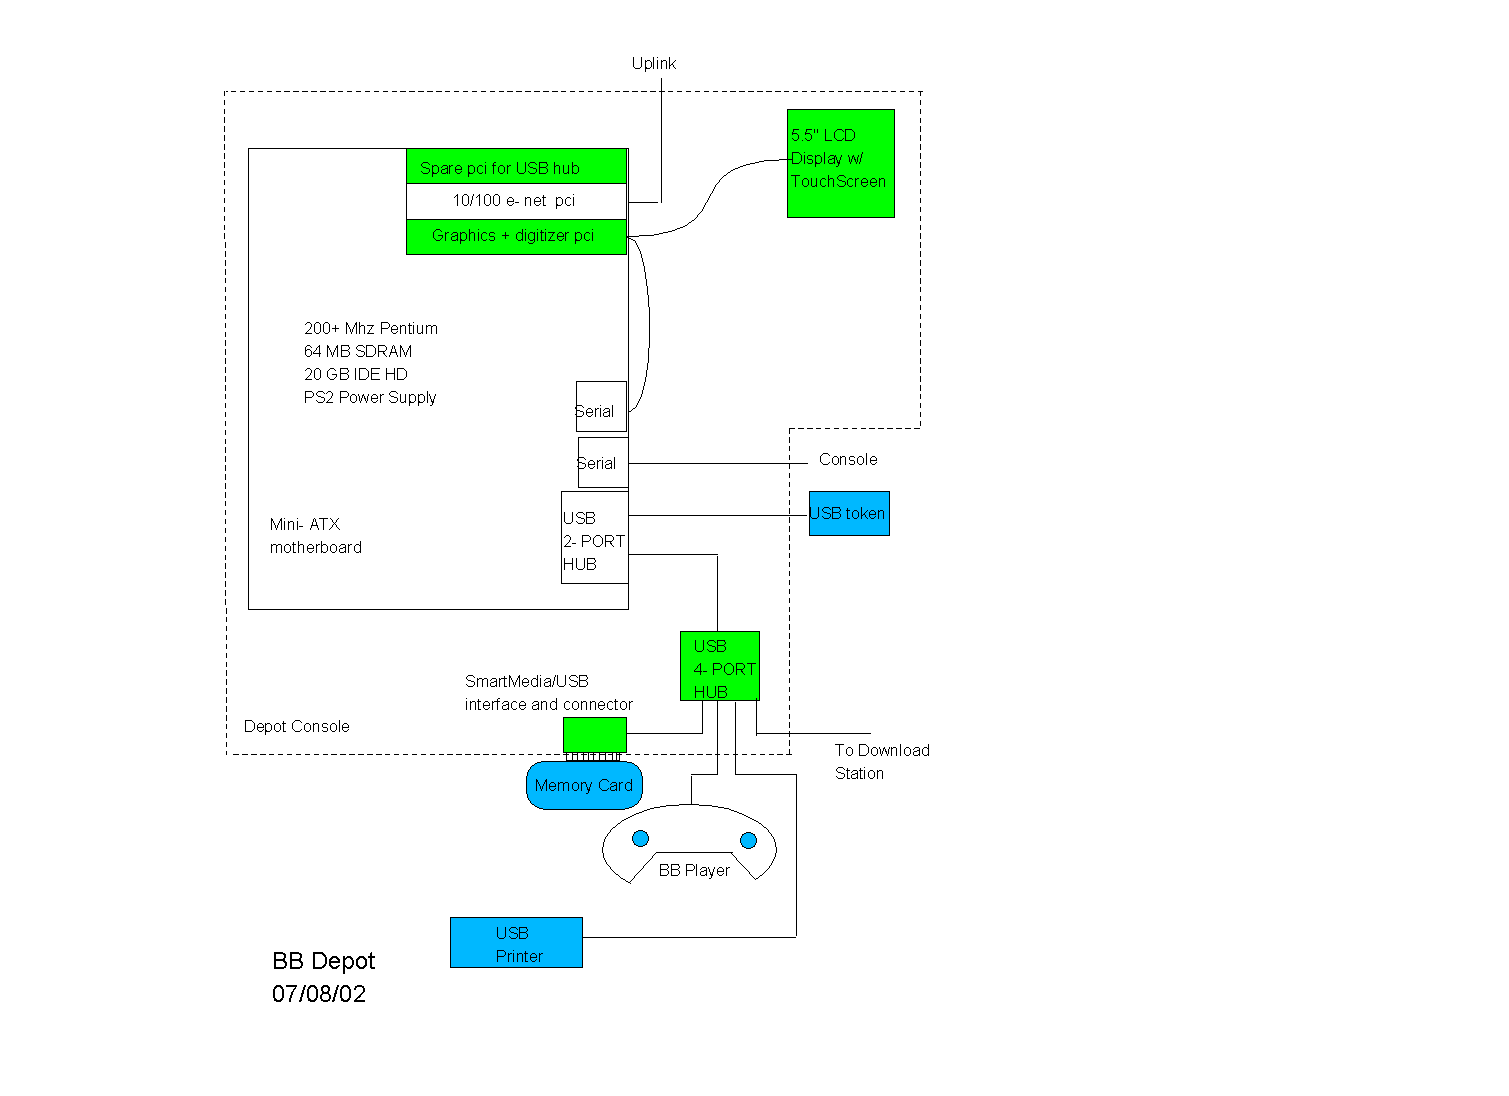 Uplink
5.5" LCD
Display w/
TouchScreen
Spare pci for USB hub
10/100 e- net pci
Graphics + digitizer pci
200+ Mhz Pentium
64 MB SDRAM
20 GB IDE HD
PS2 Power Supply
Serial
Serial
Console
USB token
Mini- ATX
motherboard
USB
2- PORT
HUB
USB
4- PORT
HUB
SmartMedia/USB
interface and connector
Depot Console
To Download
Station
Memory Card
BB Player
USB
Printer
BB Depot
07/08/02